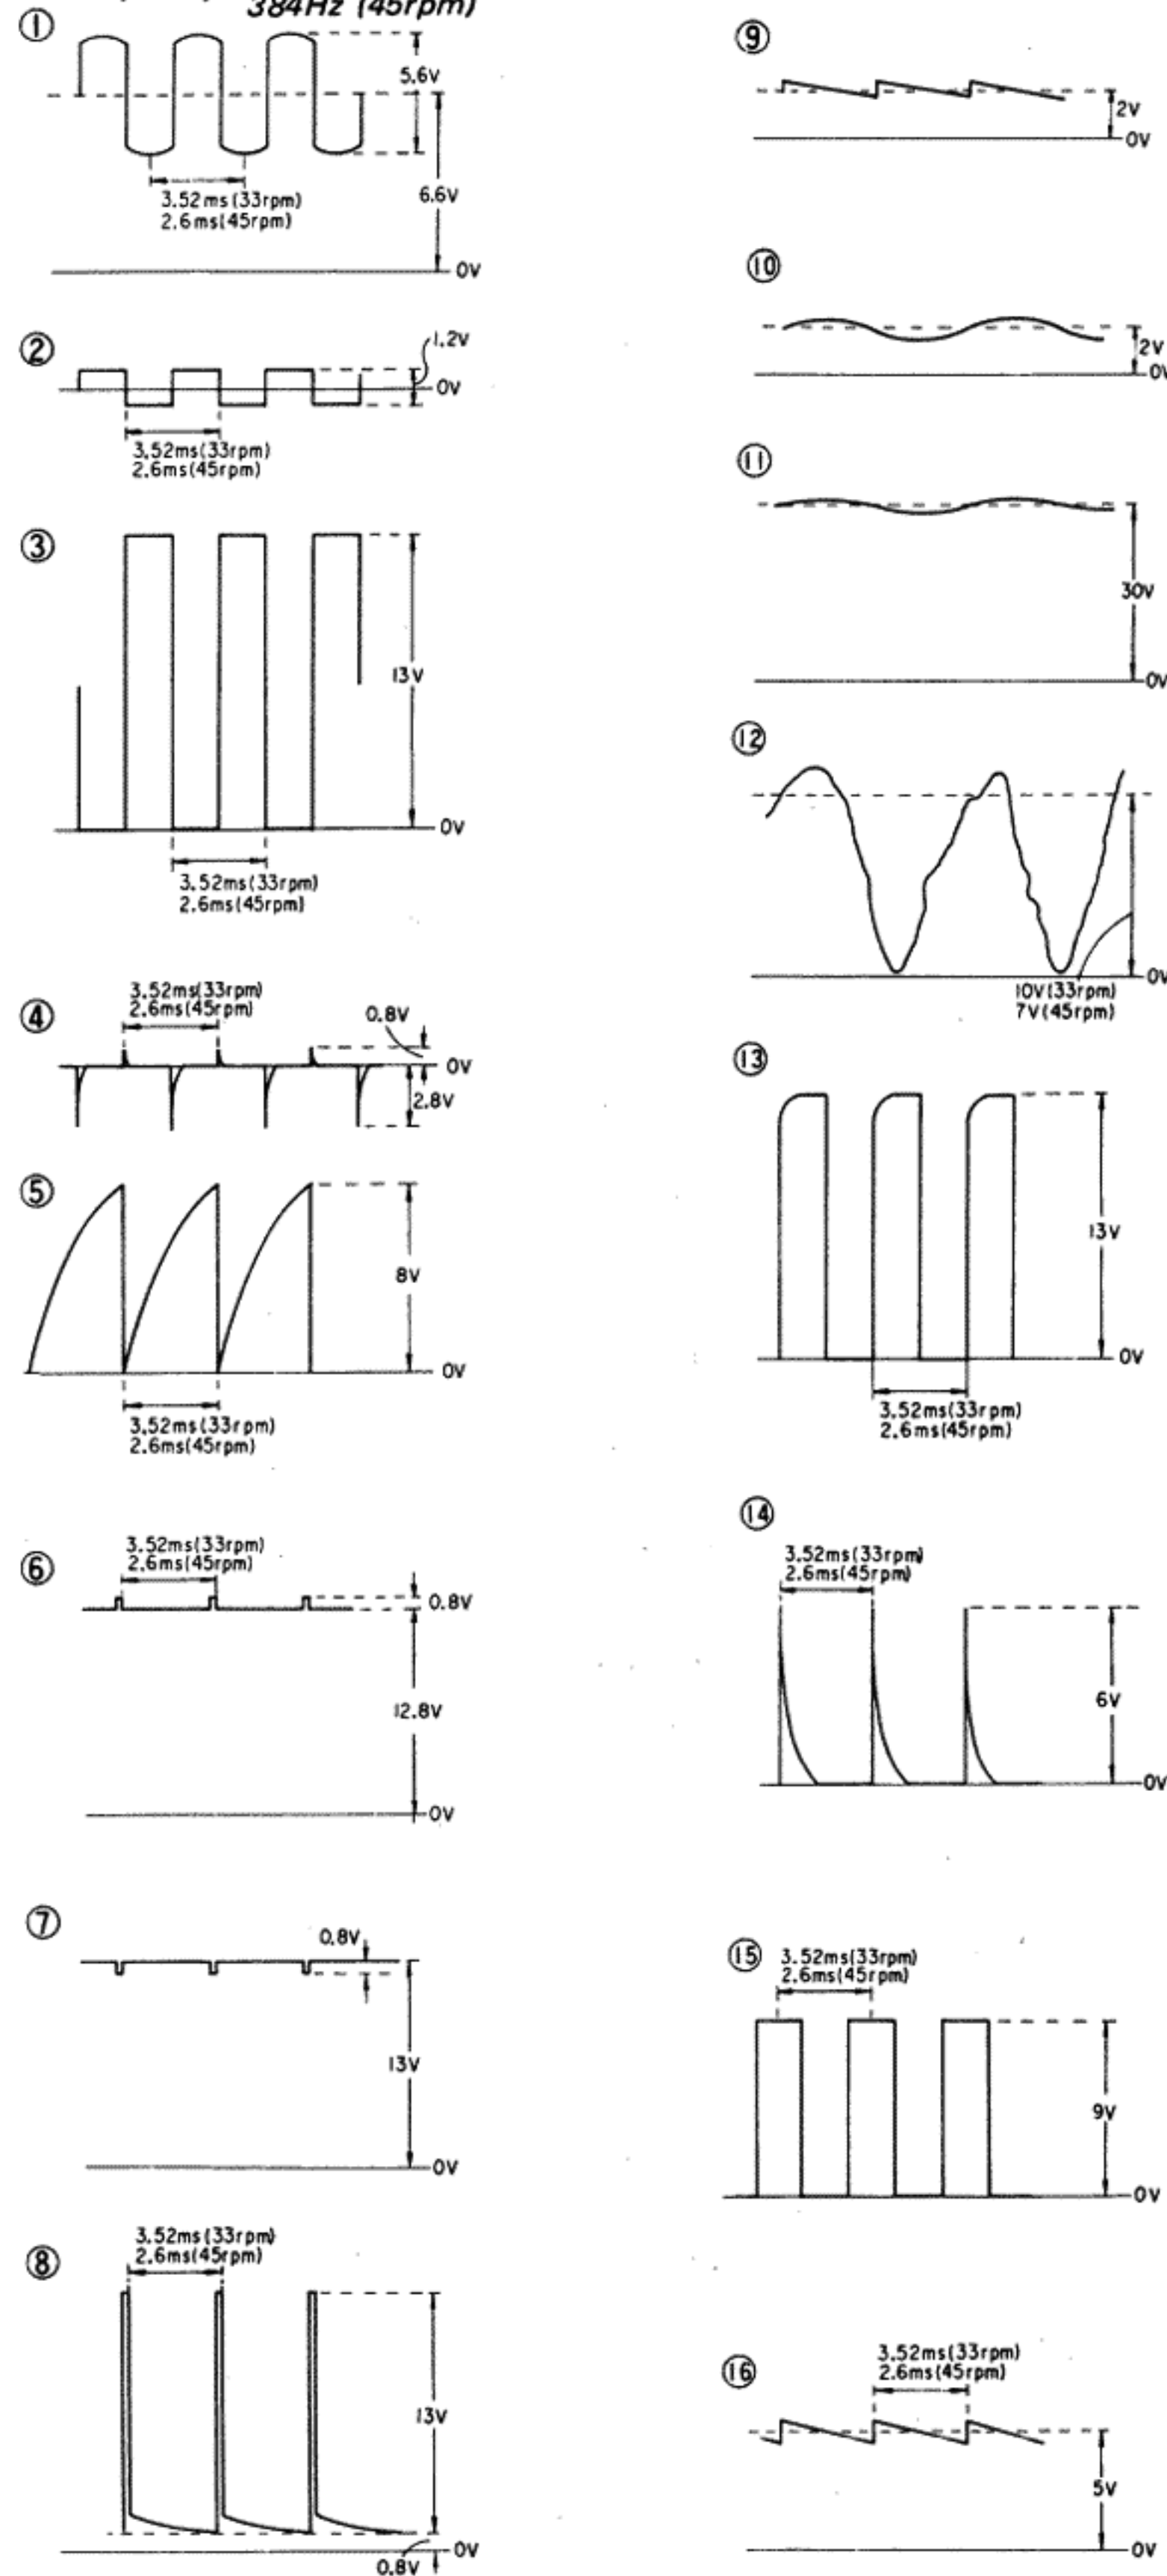 384Hz (45rpm)
①
5.6V
3.52ms(33rpm)
2.6ms(45rpm)
6.6V
0V
②
1.2V
0V
3.52ms(33rpm)
2.6ms(45rpm)
③
13V
0V
3.52ms(33rpm)
2.6ms(45rpm)
④
3.52ms(33rpm)
2.6ms(45rpm)
0.8V
0V
2.8V
⑤
8V
0V
3.52ms(33rpm)
2.6ms(45rpm)
⑥
3.52ms(33rpm)
2.6ms(45rpm)
0.8V
12.8V
0V
⑦
0.8V
13V
0V
⑧
3.52ms(33rpm)
2.6ms(45rpm)
13V
0V
0.8V
⑨
2V
0V
⑩
2V
0V
⑪
30V
0V
⑫
0V
10V(33rpm)
7V(45rpm)
⑬
13V
0V
3.52ms(33rpm)
2.6ms(45rpm)
⑭
3.52ms(33rpm)
2.6ms(45rpm)
6V
0V
⑮
3.52ms(33rpm)
2.6ms(45rpm)
9V
0V
⑯
3.52ms(33rpm)
2.6ms(45rpm)
5V
0V